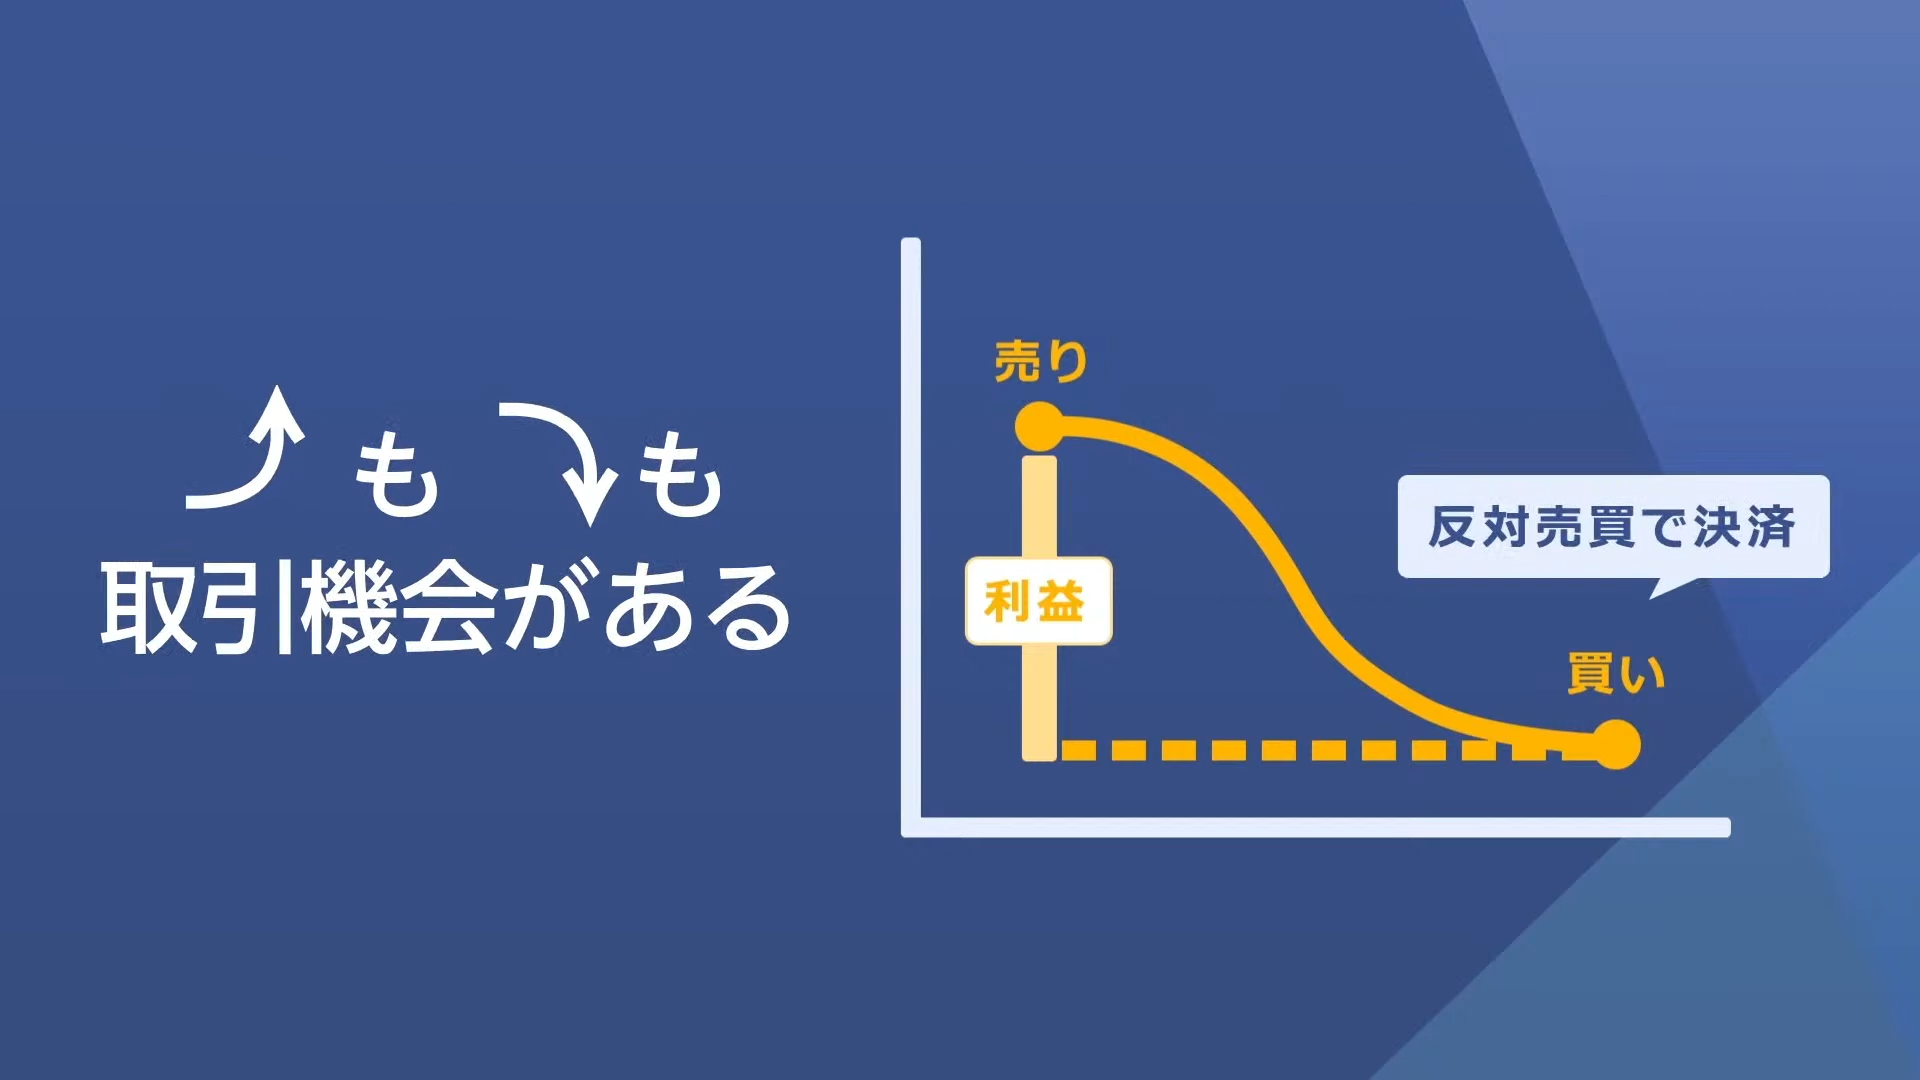 も も
取引機会がある
売り
利益
反対売買で決済
買い